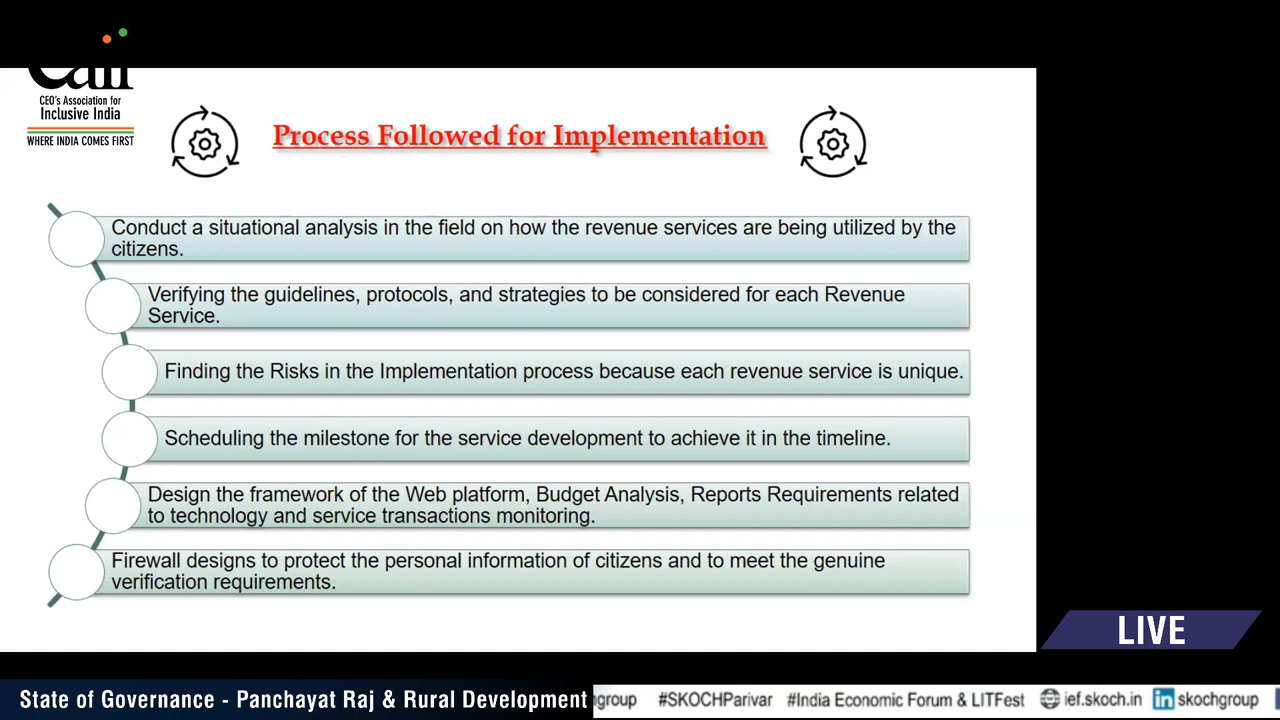 CEO's Association for
Inclusive India
WHERE INDIA COMES FIRST
Process Followed for Implementation
Conduct a situational analysis in the field on how the revenue services are being utilized by the
citizens.
Verifying the guidelines, protocols, and strategies to be considered for each Revenue
Service.
Finding the Risks in the Implementation process because each revenue service is unique.
Scheduling the milestone for the service development to achieve it in the timeline.
Design the framework of the Web platform, Budget Analysis, Reports Requirements related
to technology and service transactions monitoring.
Firewall designs to protect the personal information of citizens and to meet the genuine
verification requirements.
LIVE
State of Governance - Panchayat Raj & Rural Development
#SKOCHParivar #India Economic Forum & LITFest ief.skoch.in in skochgroup